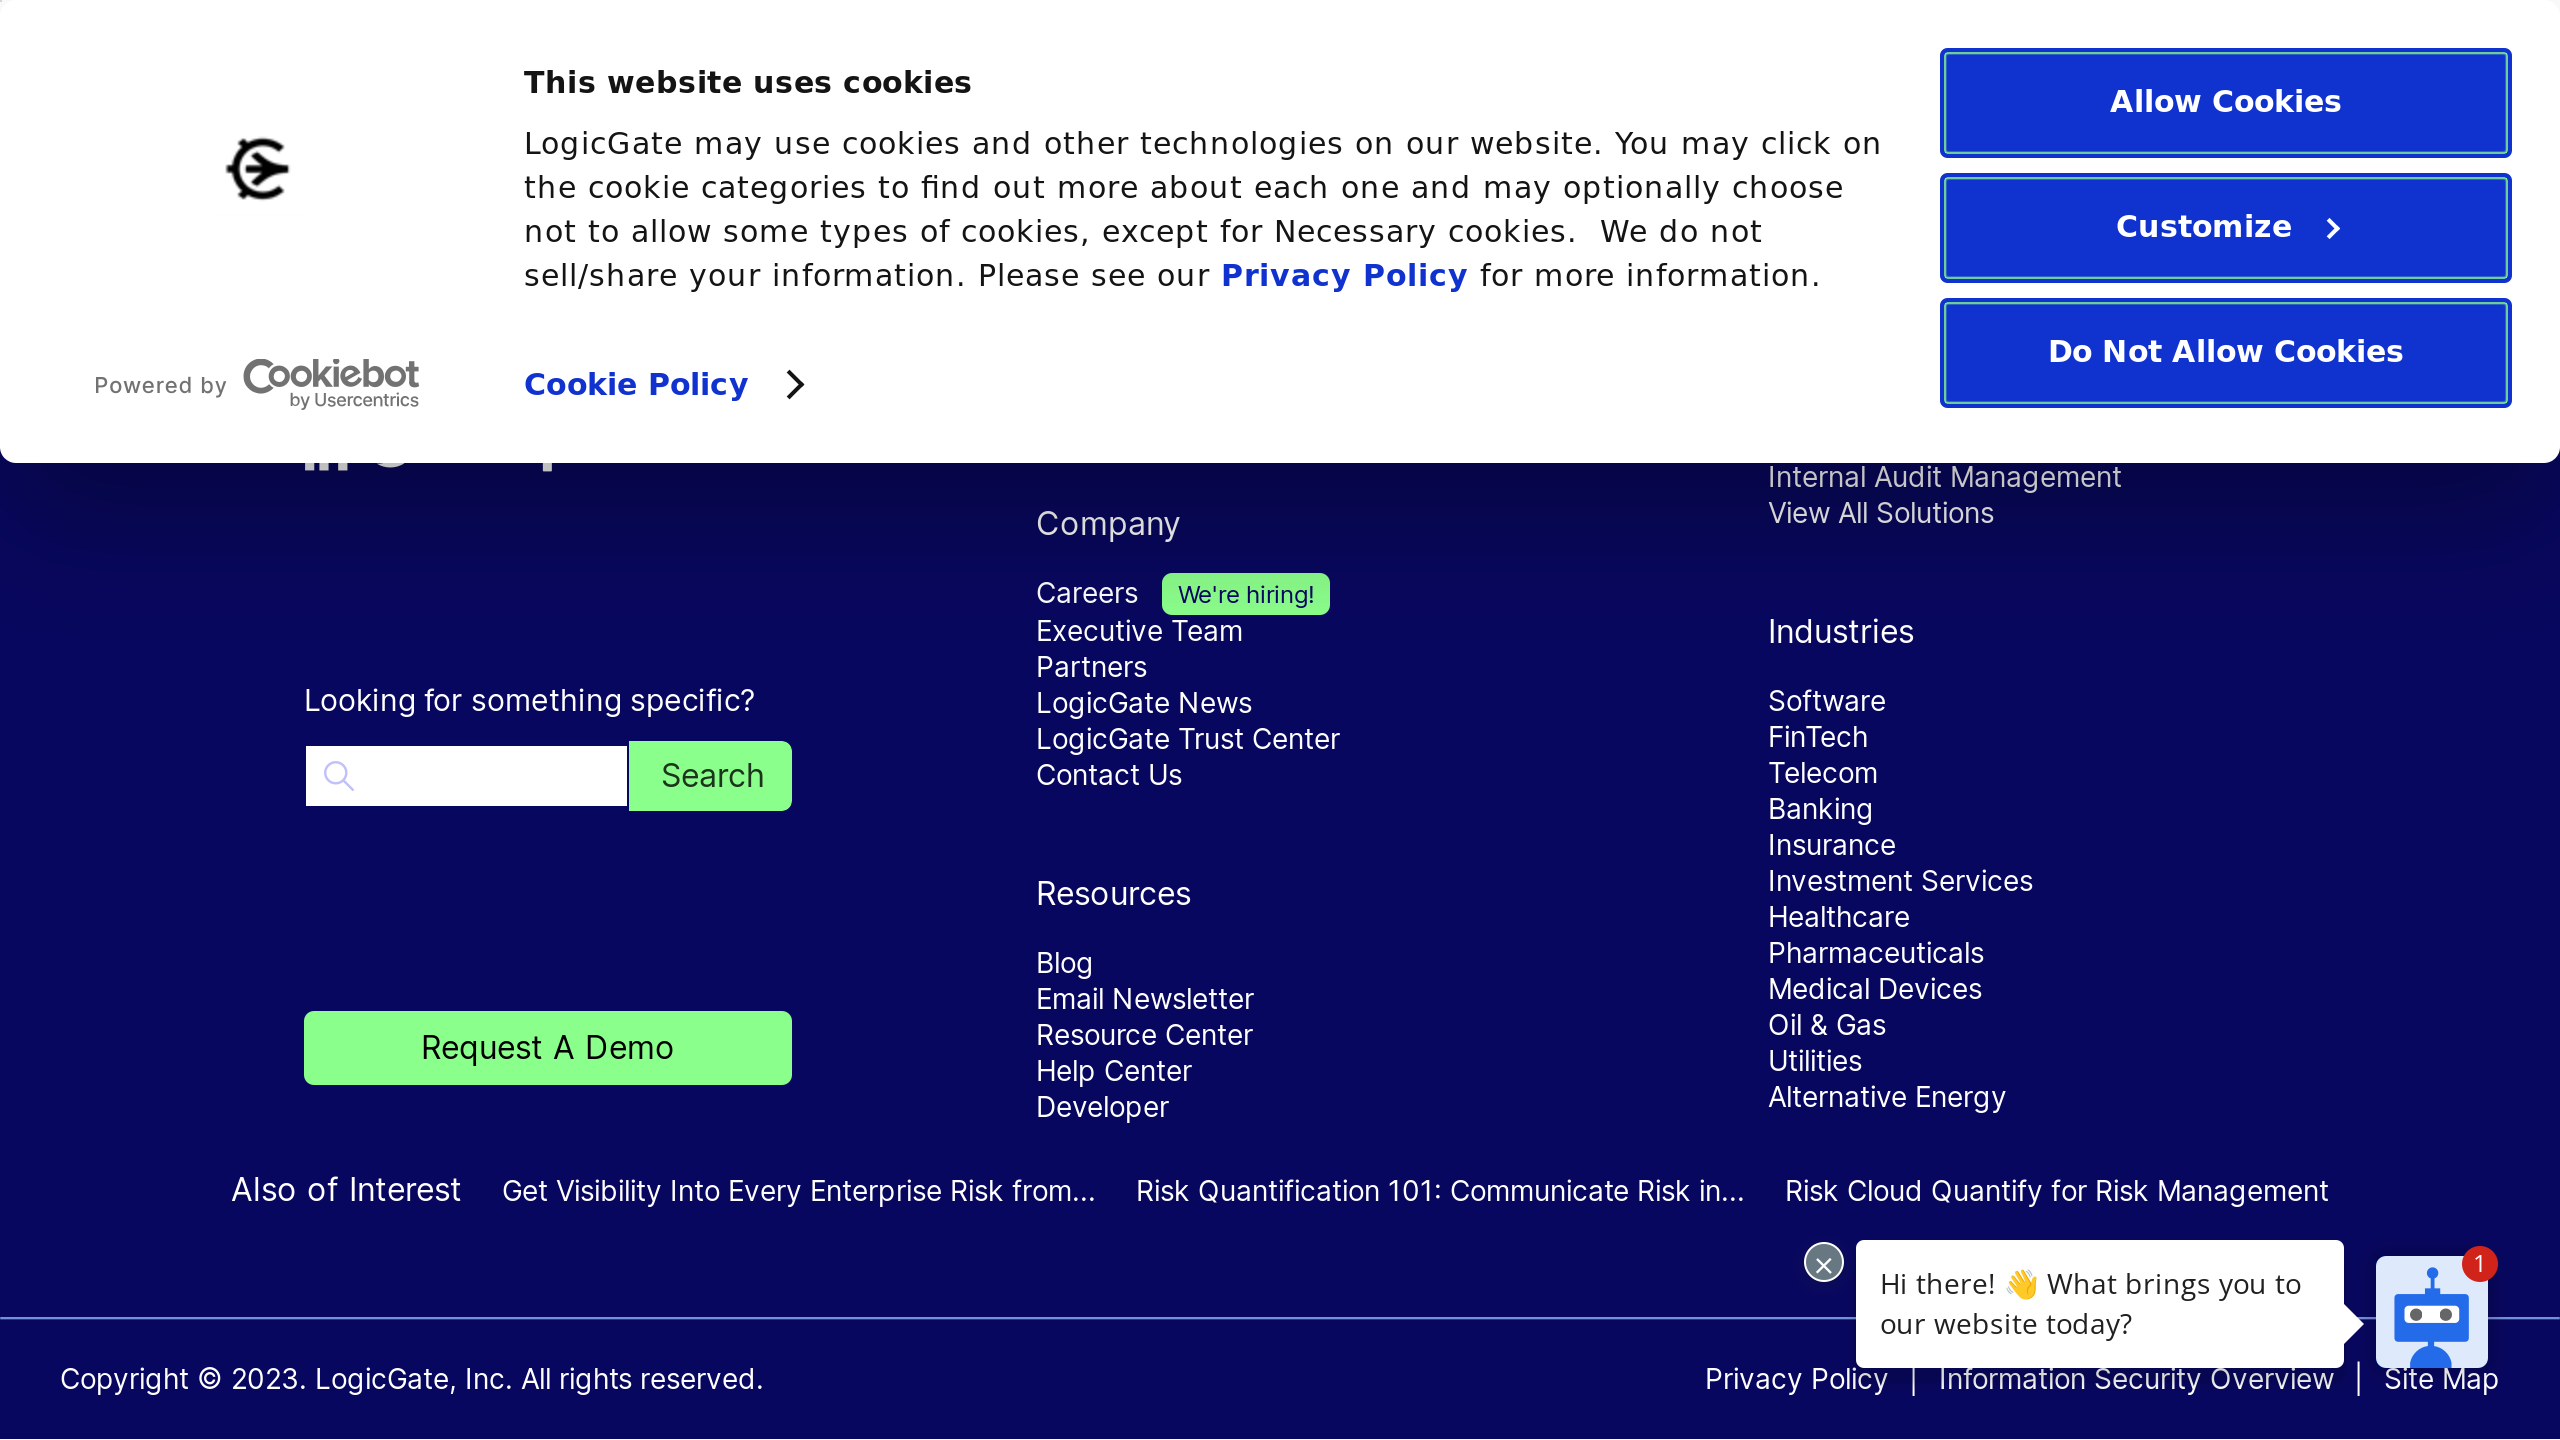 This website uses cookies
LogicGate may use cookies and other technologies on our website. You may click on
the cookie categories to find out more about each one and may optionally choose
not to allow some types of cookies, except for Necessary cookies.  We do not
sell/share your information. Please see our Privacy Policy for more information.
Cookie Policy
Powered by Cookiebot
by Usercentrics
Allow Cookies
Customize
Do Not Allow Cookies
Looking for something specific?
Search
Request A Demo
Company
Careers We're hiring!
Executive Team
Partners
LogicGate News
LogicGate Trust Center
Contact Us
Resources
Blog
Email Newsletter
Resource Center
Help Center
Developer
Internal Audit Management
View All Solutions
Industries
Software
FinTech
Telecom
Banking
Insurance
Investment Services
Healthcare
Pharmaceuticals
Medical Devices
Oil & Gas
Utilities
Alternative Energy
Also of Interest Get Visibility Into Every Enterprise Risk from... Risk Quantification 101: Communicate Risk in... Risk Cloud Quantify for Risk Management
Hi there! 👋 What brings you to
our website today?
1
Copyright © 2023. LogicGate, Inc. All rights reserved.
Privacy Policy | Information Security Overview | Site Map